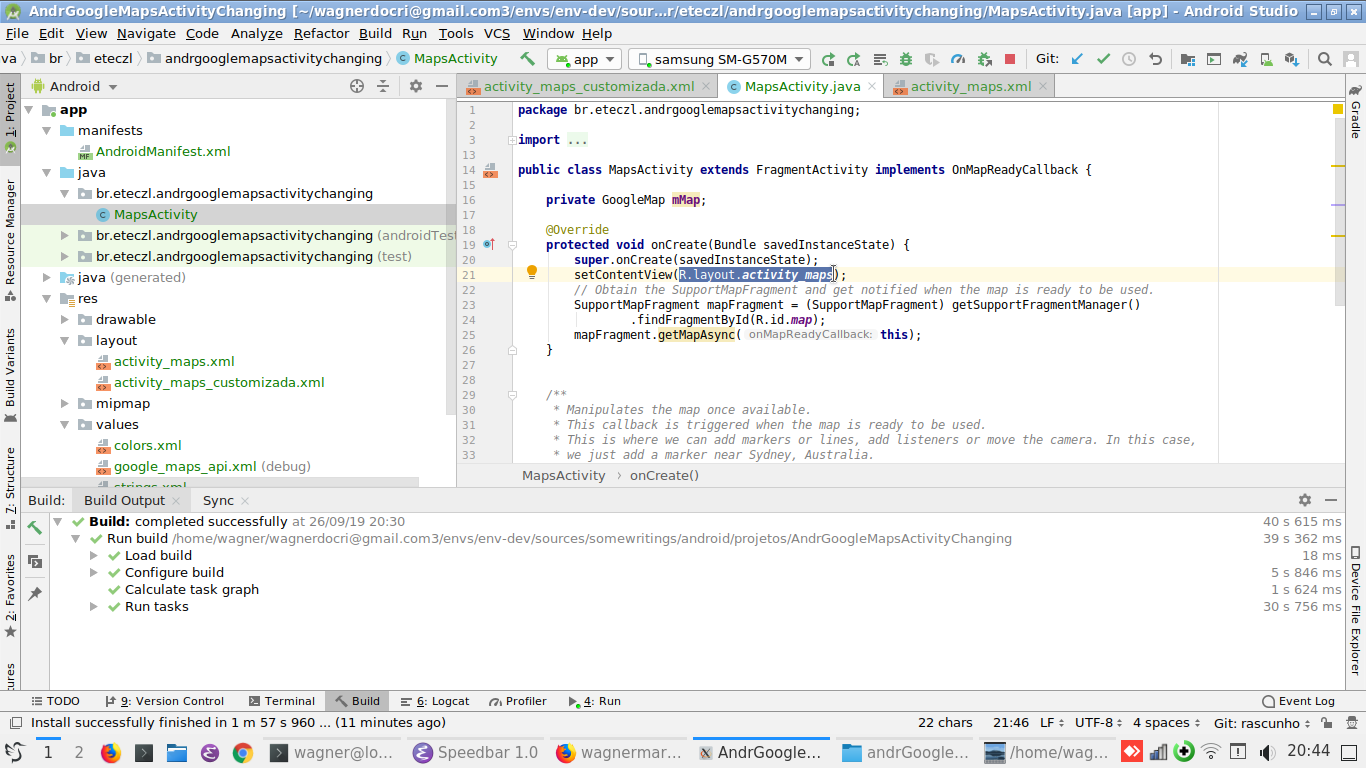 AndrGoogleMapsActivityChanging [~/wagnerdocri@gmail.com3/envs/env-dev/sour...r/eteczl/andrgooglemapsactivitychanging/MapsActivity.java [app] - Android Studio
File Edit View Navigate Code Analyze Refactor Build Run Tools VCS Window Help
va br eteczl andrgooglemapsactivitychanging MapsActivity app samsung SM-G570M Git:
Android
activity_maps_customizada.xml MapsActivity.java activity_maps.xml
1: Project
Resource Manager
Build Variants
7: Structure
2: Favorites
app
manifests
AndroidManifest.xml
java
br.eteczl.andrgooglemapsactivitychanging
MapsActivity
br.eteczl.andrgooglemapsactivitychanging (androidTest
br.eteczl.andrgooglemapsactivitychanging (test)
java (generated)
res
drawable
layout
activity_maps.xml
activity_maps_customizada.xml
mipmap
values
colors.xml
google_maps_api.xml (debug)
strings.xml
1 package br.eteczl.andrgooglemapsactivitychanging;
2
3 import ...
13
14 public class MapsActivity extends FragmentActivity implements OnMapReadyCallback {
15
16 private GoogleMap mMap;
17
18 @Override
19 protected void onCreate(Bundle savedInstanceState) {
20 super.onCreate(savedInstanceState);
21 setContentView(R.layout.activity_maps);
22 // Obtain the SupportMapFragment and get notified when the map is ready to be used.
23 SupportMapFragment mapFragment = (SupportMapFragment) getSupportFragmentManager()
24 .findFragmentById(R.id.map);
25 mapFragment.getMapAsync( onMapReadyCallback: this);
26 }
27
28
29 /**
30 * Manipulates the map once available.
31 * This callback is triggered when the map is ready to be used.
32 * This is where we can add markers or lines, add listeners or move the camera. In this case,
33 * we just add a marker near Sydney, Australia.
MapsActivity onCreate()
Gradle
Device File Explorer
Build: Build Output Sync
Build: completed successfully at 26/09/19 20:30 40 s 615 ms
Run build /home/wagner/wagnerdocri@gmail.com3/envs/env-dev/sources/somewritings/android/projetos/AndrGoogleMapsActivityChanging 39 s 362 ms
Load build 18 ms
Configure build 5 s 846 ms
Calculate task graph 1 s 624 ms
Run tasks 30 s 756 ms
TODO 9: Version Control Terminal Build 6: Logcat Profiler 4: Run Event Log
Install successfully finished in 1 m 57 s 960 ... (11 minutes ago) 22 chars 21:46 LF UTF-8 4 spaces Git: rascunho
1 2 wagner@lo... Speedbar 1.0 wagnermar... AndrGoogle... andrGoogle... /home/wag... 20:44